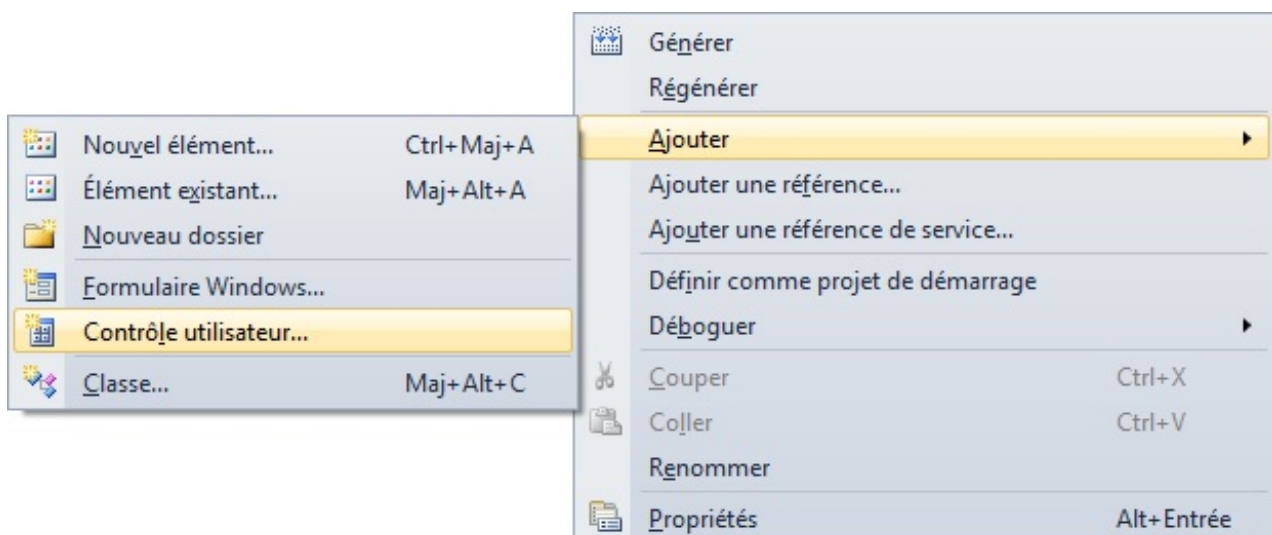 Générer
Régénérer
Ajouter
Ajouter une référence...
Ajouter une référence de service...
Définir comme projet de démarrage
Déboguer
Couper Ctrl+X
Coller Ctrl+V
Renommer
Propriétés Alt+Entrée
Nouvel élément... Ctrl+Maj+A
Élément existant... Maj+Alt+A
Nouveau dossier
Formulaire Windows...
Contrôle utilisateur...
Classe... Maj+Alt+C